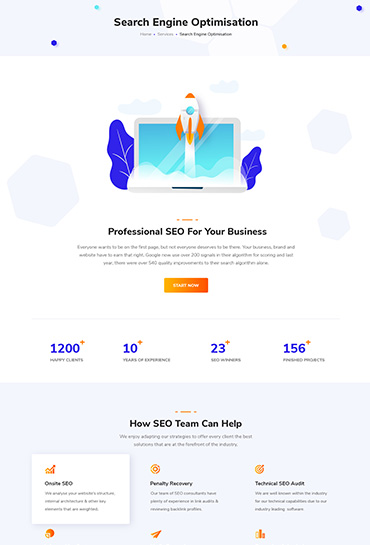 Search Engine Optimisation
Home • Services • Search Engine Optimisation
Professional SEO For Your Business
Everyone wants to be on the first page, but not everyone deserves to be there. Your business, brand and
website have to earn that right. Google now use over 200 signals in their algorithm for scoring and last
year, there were over 540 quality improvements to their search algorithm alone.
START NOW
1200+ 10+ 23+ 156+
HAPPY CLIENTS YEARS OF EXPERIENCE SEO WINNERS FINISHED PROJECTS
How SEO Team Can Help
We enjoy adapting our strategies to offer every client the best
solutions that are at the forefront of the industry.
Onsite SEO
We analyse your website's structure,
internal architecture & other key
elements that are weighted.
Penalty Recovery
Our team of SEO consultants have
plenty of experience in link audits &
reviewing backlink profiles.
Technical SEO Audit
We are well known within the industry
for our technical capabilities due to our
industry leading software.